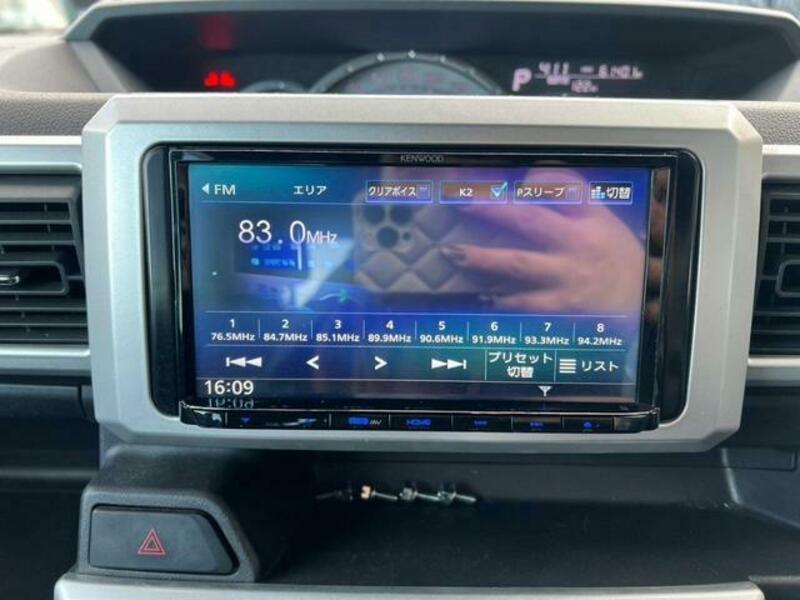 P
KENWOOD
FM エリア クリアボイス K2 Pスリープ 切替
83.0MHz
1 2 3 4 5 6 7 8
76.5MHz 84.7MHz 85.1MHz 89.9MHz 90.6MHz 91.9MHz 93.3MHz 94.2MHz
プリセット
切替
リスト
16:09
AV HOME